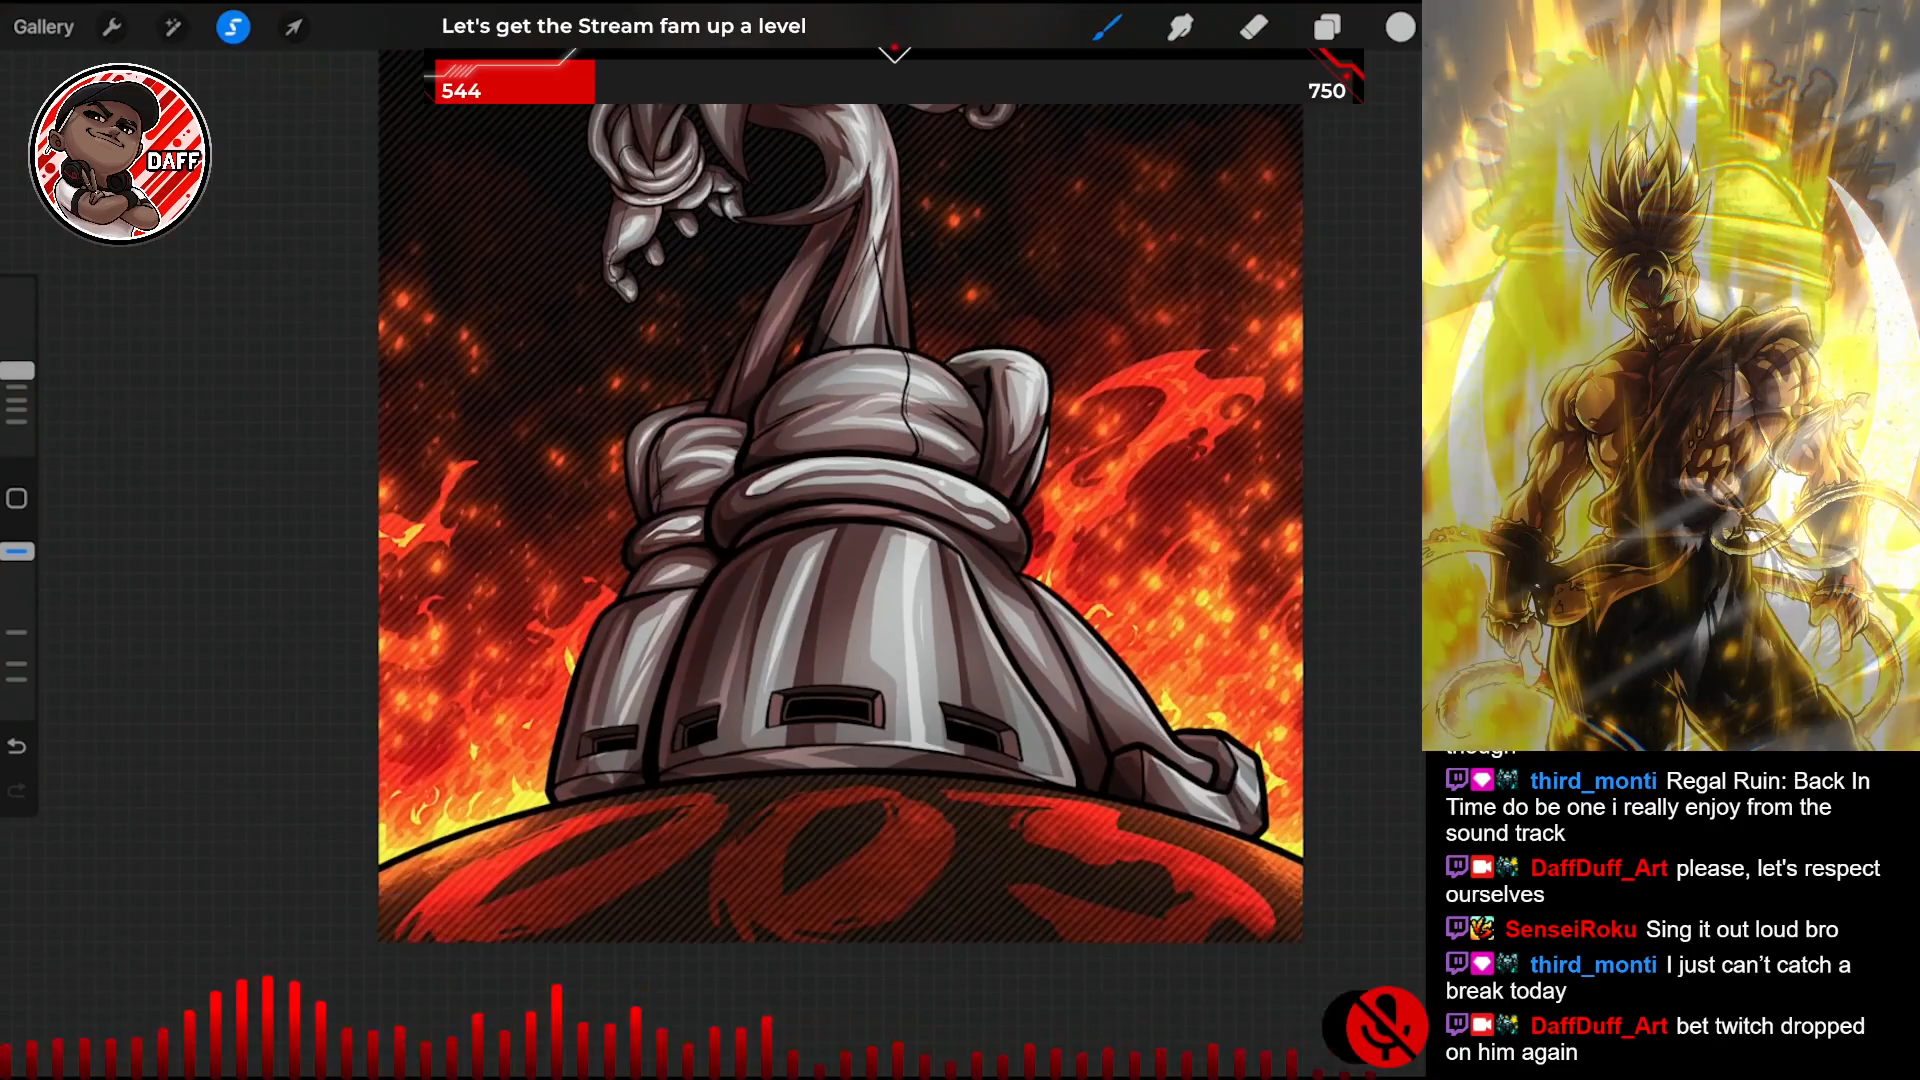 Gallery
Let's get the Stream fam up a level
544
750
DAFF
third_monti Regal Ruin: Back In
Time do be one i really enjoy from the
sound track
DaffDuff_Art please, let's respect
ourselves
SenseiRoku Sing it out loud bro
third_monti I just can’t catch a
break today
DaffDuff_Art bet twitch dropped
on him again